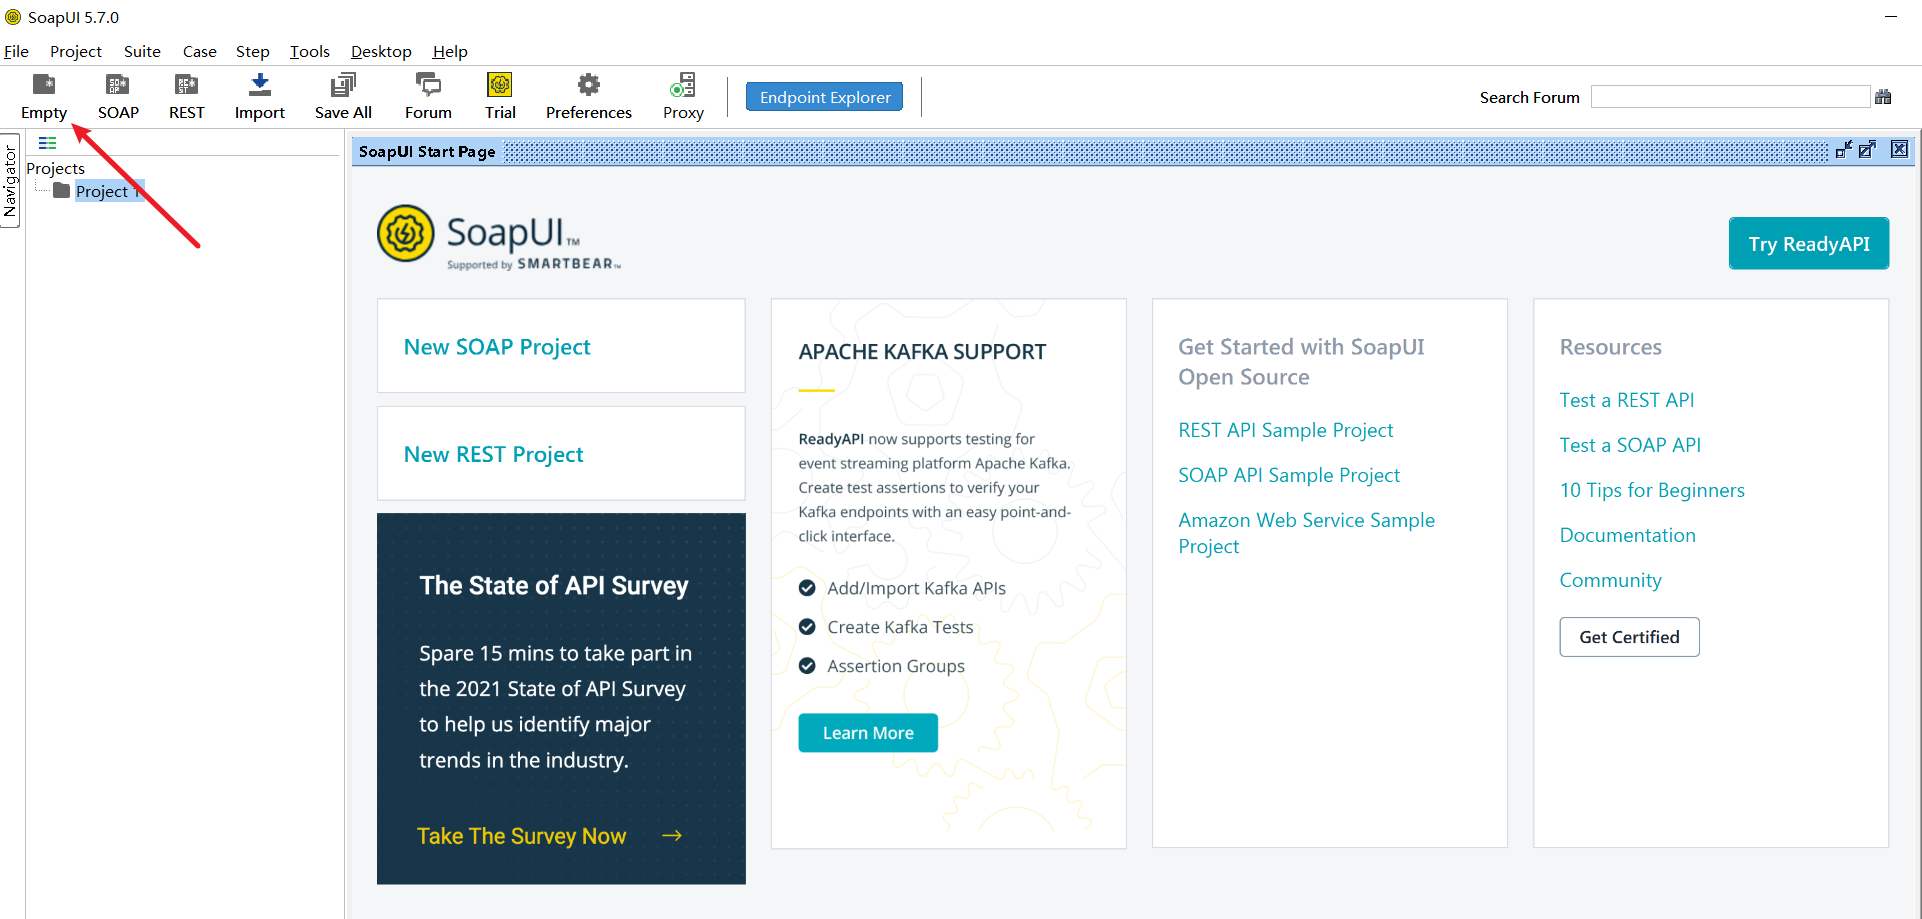 SoapUI 5.7.0
File Project Suite Case Step Tools Desktop Help
Empty SOAP REST Import Save All Forum Trial Preferences Proxy Endpoint Explorer Search Forum
Navigator
Projects
Project 1
SoapUI Start Page
SoapUI™
Supported by SMARTBEAR™
Try ReadyAPI
New SOAP Project
New REST Project
The State of API Survey
Spare 15 mins to take part in
the 2021 State of API Survey
to help us identify major
trends in the industry.
Take The Survey Now →
APACHE KAFKA SUPPORT
ReadyAPI now supports testing for
event streaming platform Apache Kafka.
Create test assertions to verify your
Kafka endpoints with an easy point-and-
click interface.
Add/Import Kafka APIs
Create Kafka Tests
Assertion Groups
Learn More
Get Started with SoapUI
Open Source
REST API Sample Project
SOAP API Sample Project
Amazon Web Service Sample
Project
Resources
Test a REST API
Test a SOAP API
10 Tips for Beginners
Documentation
Community
Get Certified